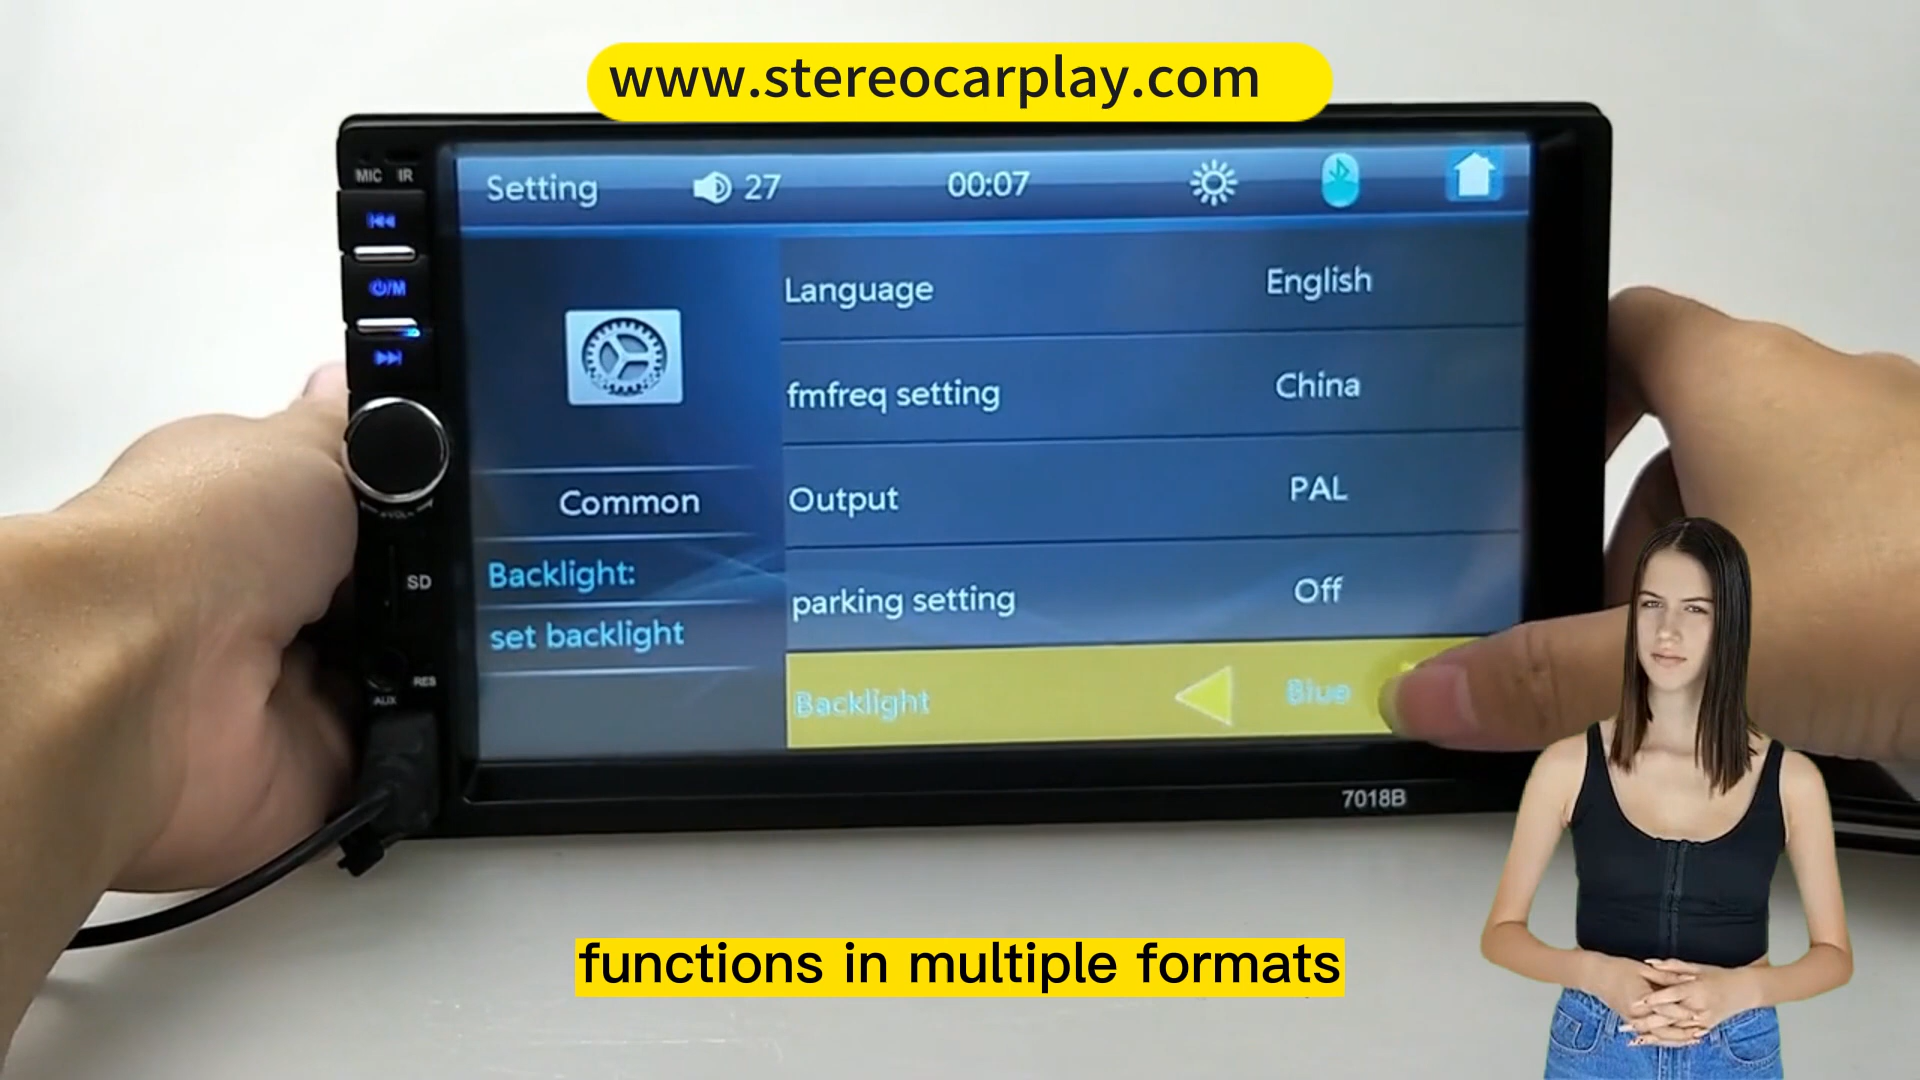 www.stereocarplay.com
MIC IR
Setting 27 00:07
Language English
fmfreq setting China
Output PAL
parking setting Off
Backlight Blue
Common
Backlight:
set backlight
⏻/M
VOL
SD
RES
AUX
7018B
functions in multiple formats